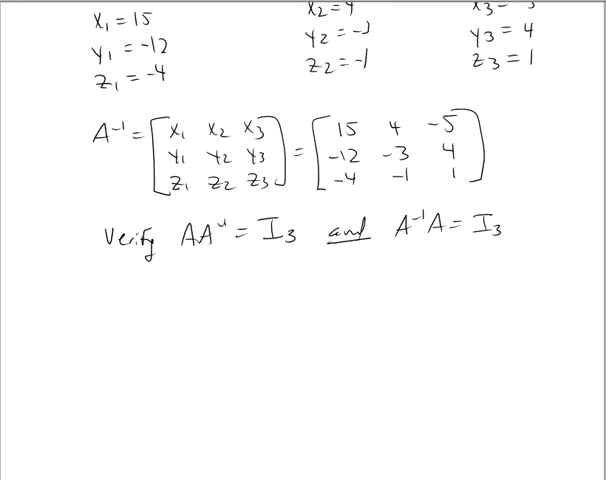 x₁ = 15 x₂ = 4
y₁ = -12 y₂ = -3 y₃ = 4
z₁ = -4 z₂ = -1 z₃ = 1
A⁻¹ = [x₁ x₂ x₃] = [15 4 -5]
[y₁ y₂ y₃] [-12 -3 4]
[z₁ z₂ z₃] [-4 -1 1]
Verify AA⁻¹ = I₃ and A⁻¹A = I₃